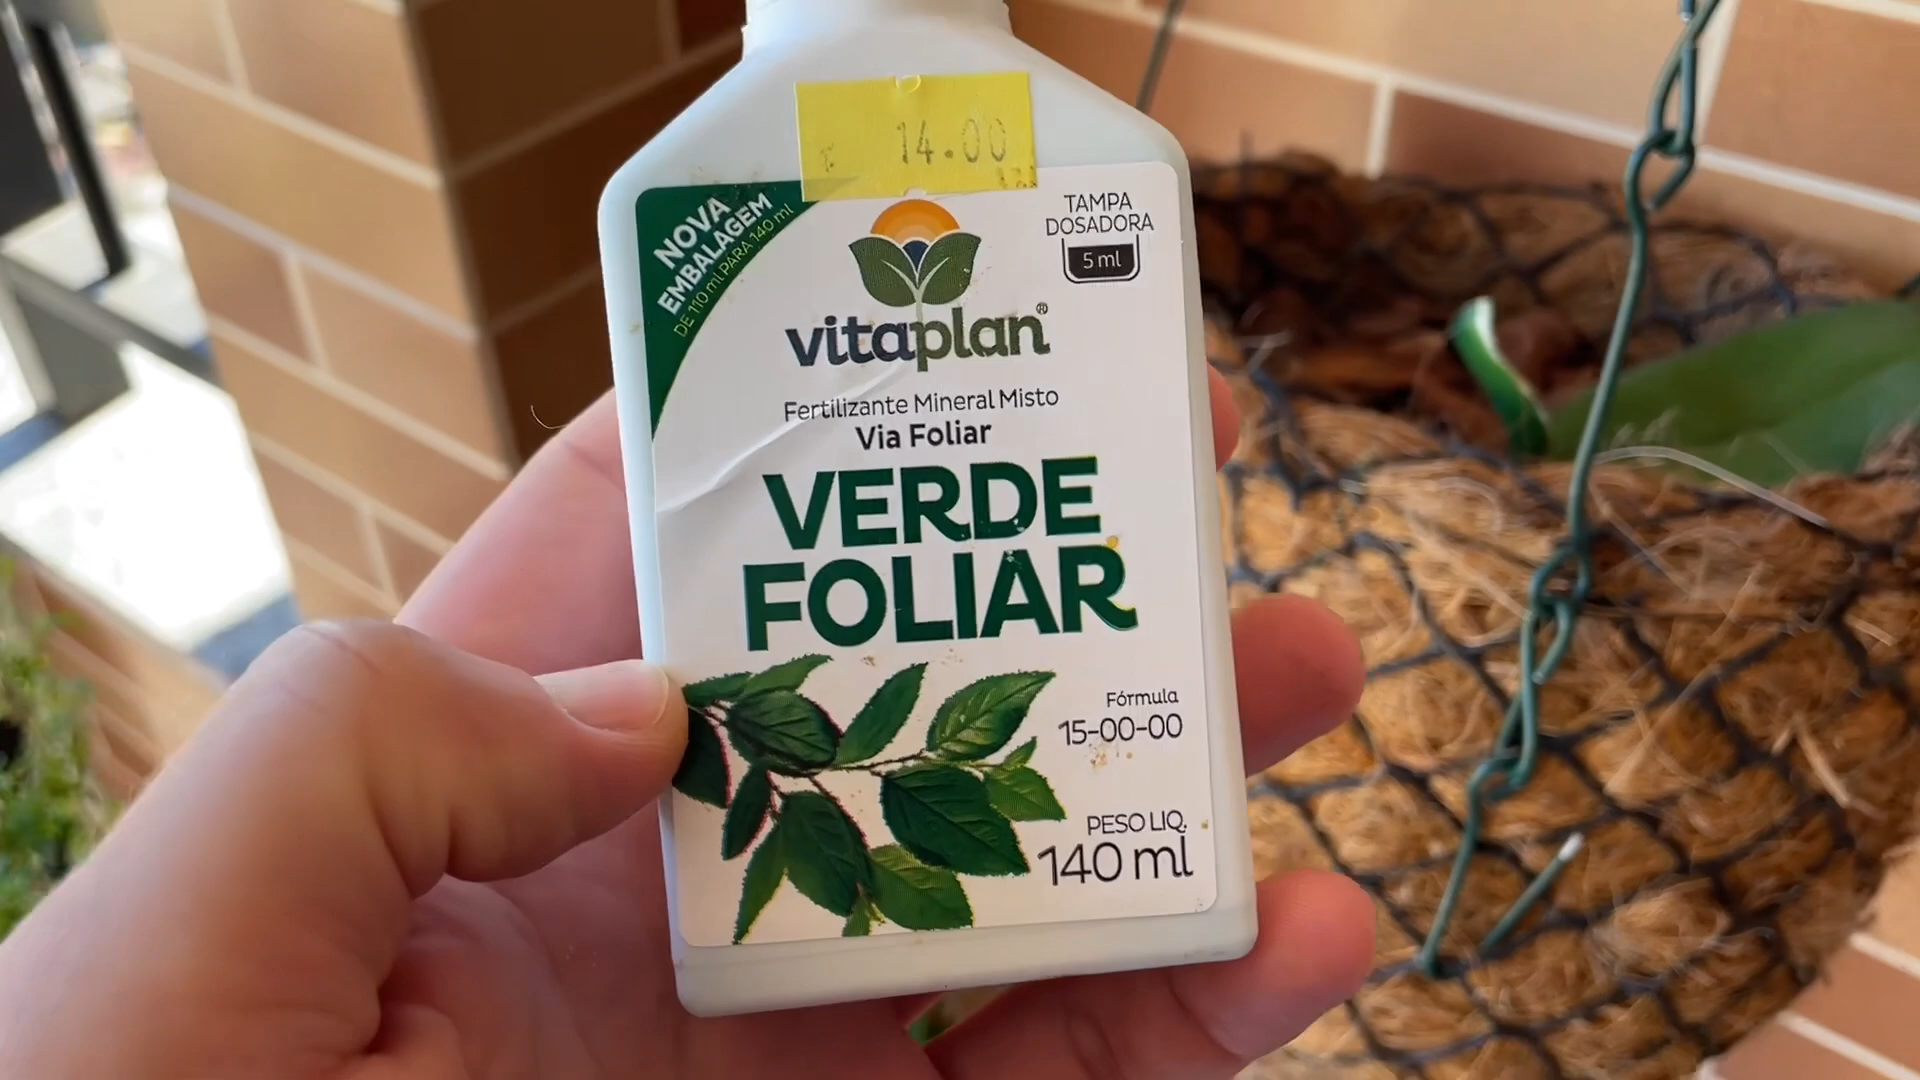 14.00
NOVA
EMBALAGEM
DE 110 ml PARA 140 ml
TAMPA
DOSADORA
5 ml
vitaplan®
Fertilizante Mineral Misto
Via Foliar
VERDE
FOLIAR
Fórmula
15-00-00
PESO LIQ.
140 ml